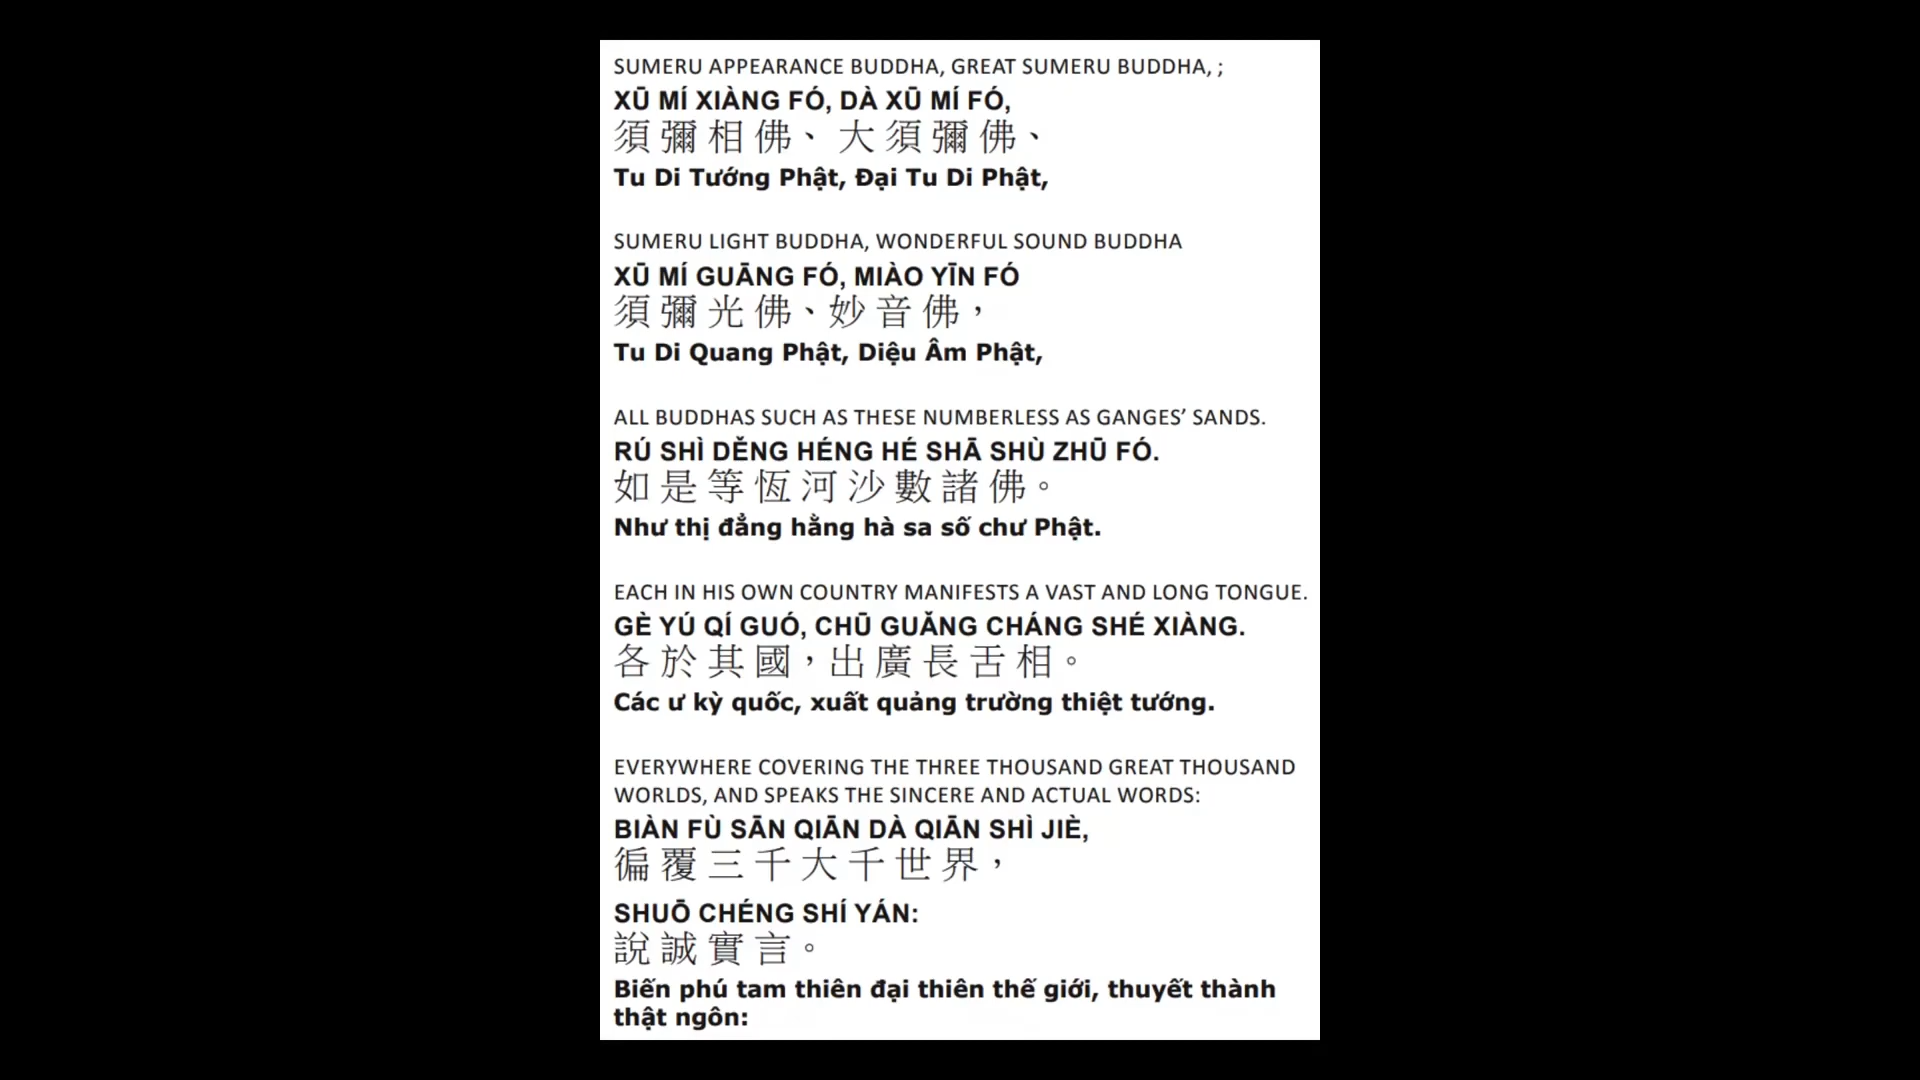 SUMERU APPEARANCE BUDDHA, GREAT SUMERU BUDDHA, ;
XŪ MÍ XIÀNG FÓ, DÀ XŪ MÍ FÓ,
須彌相佛、大須彌佛、
Tu Di Tướng Phật, Đại Tu Di Phật,
SUMERU LIGHT BUDDHA, WONDERFUL SOUND BUDDHA
XŪ MÍ GUĀNG FÓ, MIÀO YĪN FÓ
須彌光佛、妙音佛，
Tu Di Quang Phật, Diệu Âm Phật,
ALL BUDDHAS SUCH AS THESE NUMBERLESS AS GANGES’ SANDS.
RÚ SHÌ DĚNG HÉNG HÉ SHĀ SHÙ ZHŪ FÓ.
如是等恆河沙數諸佛。
Như thị đẳng hằng hà sa số chư Phật.
EACH IN HIS OWN COUNTRY MANIFESTS A VAST AND LONG TONGUE.
GÈ YÚ QÍ GUÓ, CHŪ GUǍNG CHÁNG SHÉ XIÀNG.
各於其國，出廣長舌相。
Các ư kỳ quốc, xuất quảng trường thiệt tướng.
EVERYWHERE COVERING THE THREE THOUSAND GREAT THOUSAND
WORLDS, AND SPEAKS THE SINCERE AND ACTUAL WORDS:
BIÀN FÙ SĀN QIĀN DÀ QIĀN SHÌ JIÈ,
徧覆三千大千世界，
SHUŌ CHÉNG SHÍ YÁN:
說誠實言。
Biến phú tam thiên đại thiên thế giới, thuyết thành
thật ngôn: